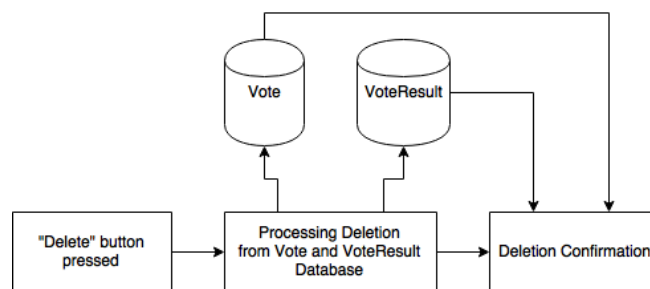 Vote
VoteResult
"Delete" button
pressed
Processing Deletion
from Vote and VoteResult
Database
Deletion Confirmation